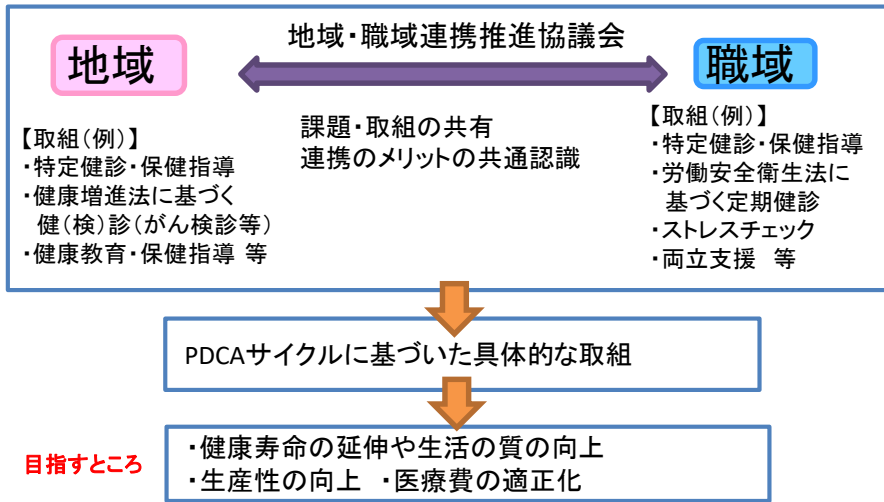 地域・職域連携推進協議会
地域
職域
課題・取組の共有
連携のメリットの共通認識
【取組(例)】
・特定健診・保健指導
・健康増進法に基づく
健(検)診(がん検診等)
・健康教育・保健指導 等
【取組(例)】
・特定健診・保健指導
・労働安全衛生法に
基づく定期健診
・ストレスチェック
・両立支援 等
PDCAサイクルに基づいた具体的な取組
目指すところ
・健康寿命の延伸や生活の質の向上
・生産性の向上 ・医療費の適正化